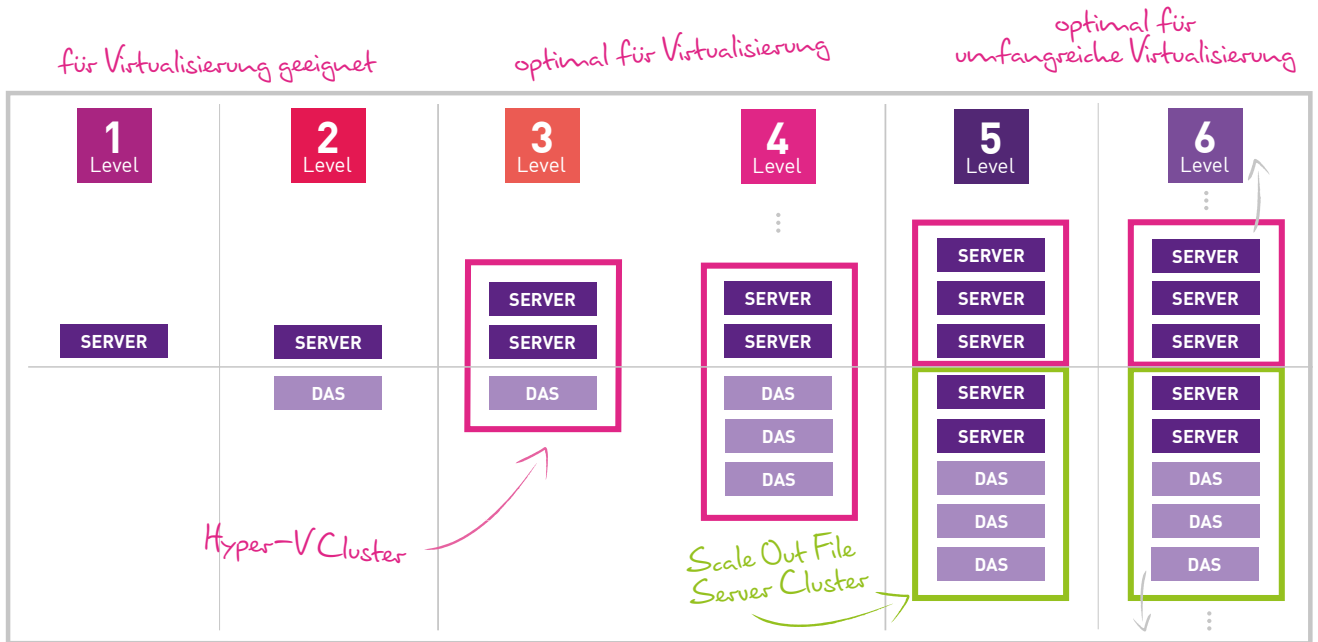 für Virtualisierung geeignet
optimal für Virtualisierung
optimal für
umfangreiche Virtualisierung
1
Level
2
Level
3
Level
4
Level
5
Level
6
Level
SERVER
SERVER
DAS
SERVER
SERVER
DAS
SERVER
SERVER
DAS
DAS
DAS
SERVER
SERVER
SERVER
SERVER
SERVER
DAS
DAS
DAS
SERVER
SERVER
SERVER
SERVER
SERVER
DAS
DAS
DAS
Hyper-V Cluster
Scale Out File
Server Cluster